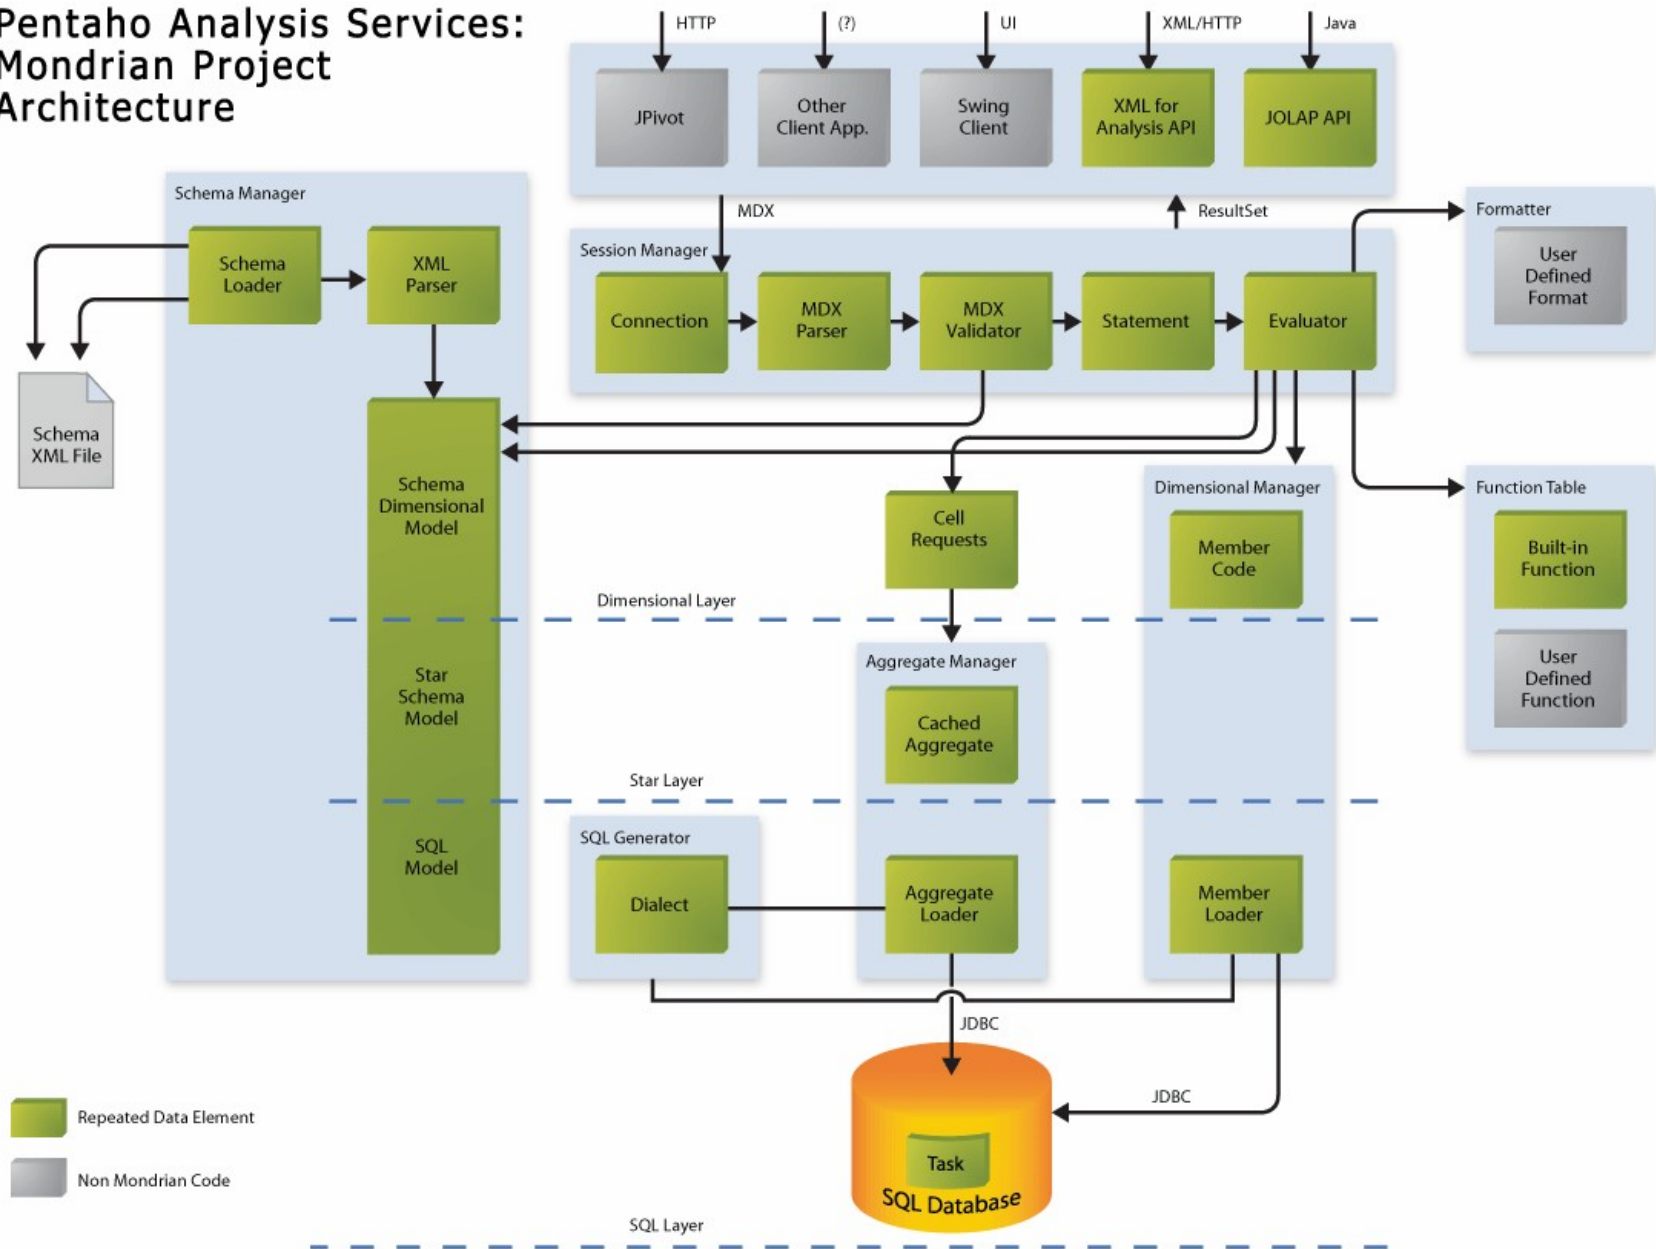 Pentaho Analysis Services:
Mondrian Project
Architecture
HTTP
(?)
UI
XML/HTTP
Java
JPivot
Other
Client App.
Swing
Client
XML for
Analysis API
JOLAP API
MDX
ResultSet
Schema Manager
Schema
Loader
XML
Parser
Schema
XML File
Schema
Dimensional
Model
Star
Schema
Model
SQL
Model
Session Manager
Connection
MDX
Parser
MDX
Validator
Statement
Evaluator
Formatter
User
Defined
Format
Cell
Requests
Dimensional Manager
Member
Code
Function Table
Built-in
Function
User
Defined
Function
Dimensional Layer
Aggregate Manager
Cached
Aggregate
Star Layer
SQL Generator
Dialect
Aggregate
Loader
Member
Loader
JDBC
JDBC
Task
SQL Database
Repeated Data Element
Non Mondrian Code
SQL Layer